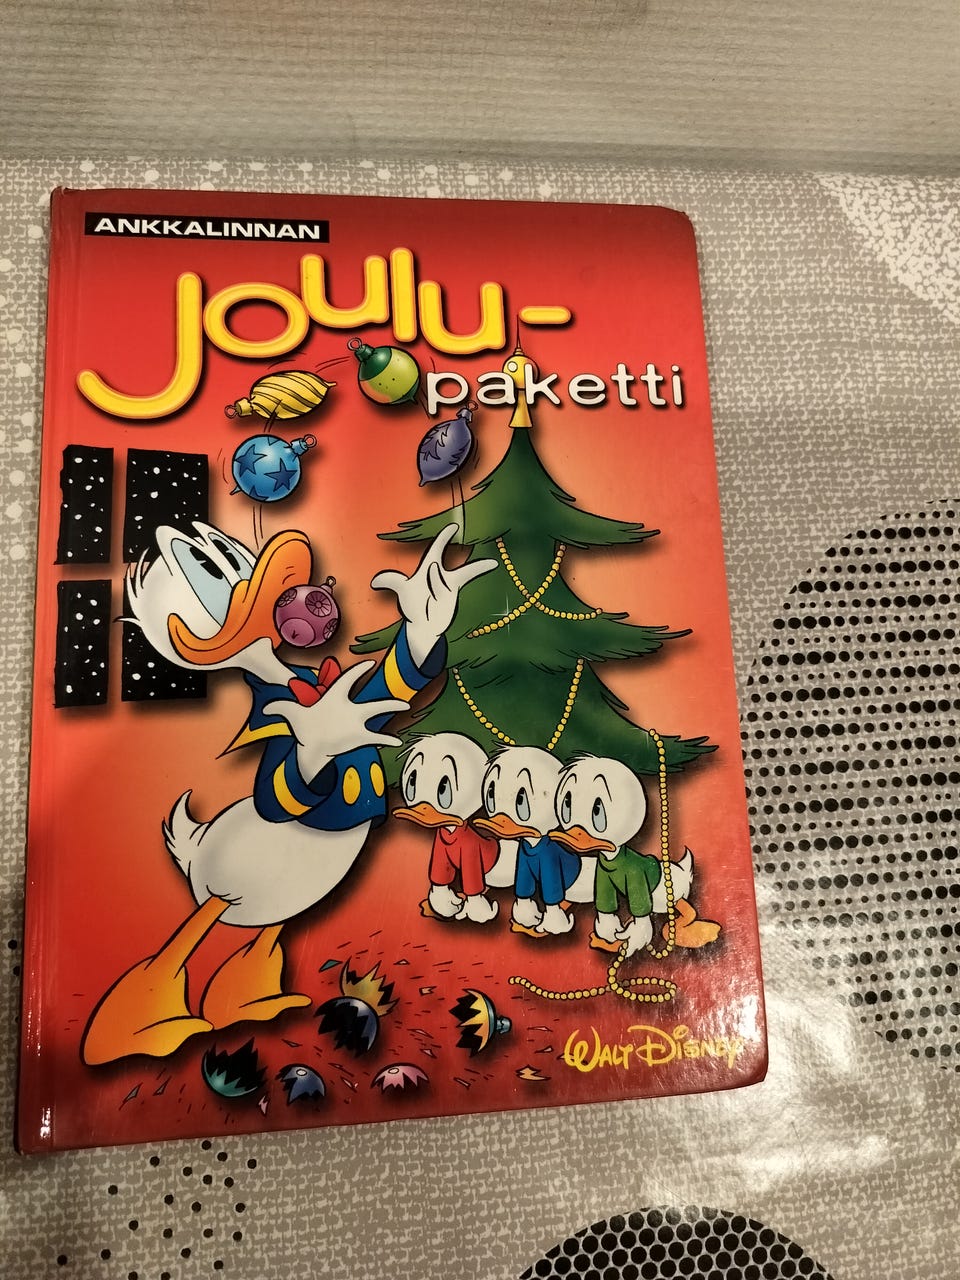 ANKKALINNAN
Joulu-
paketti
WALT DISNEY